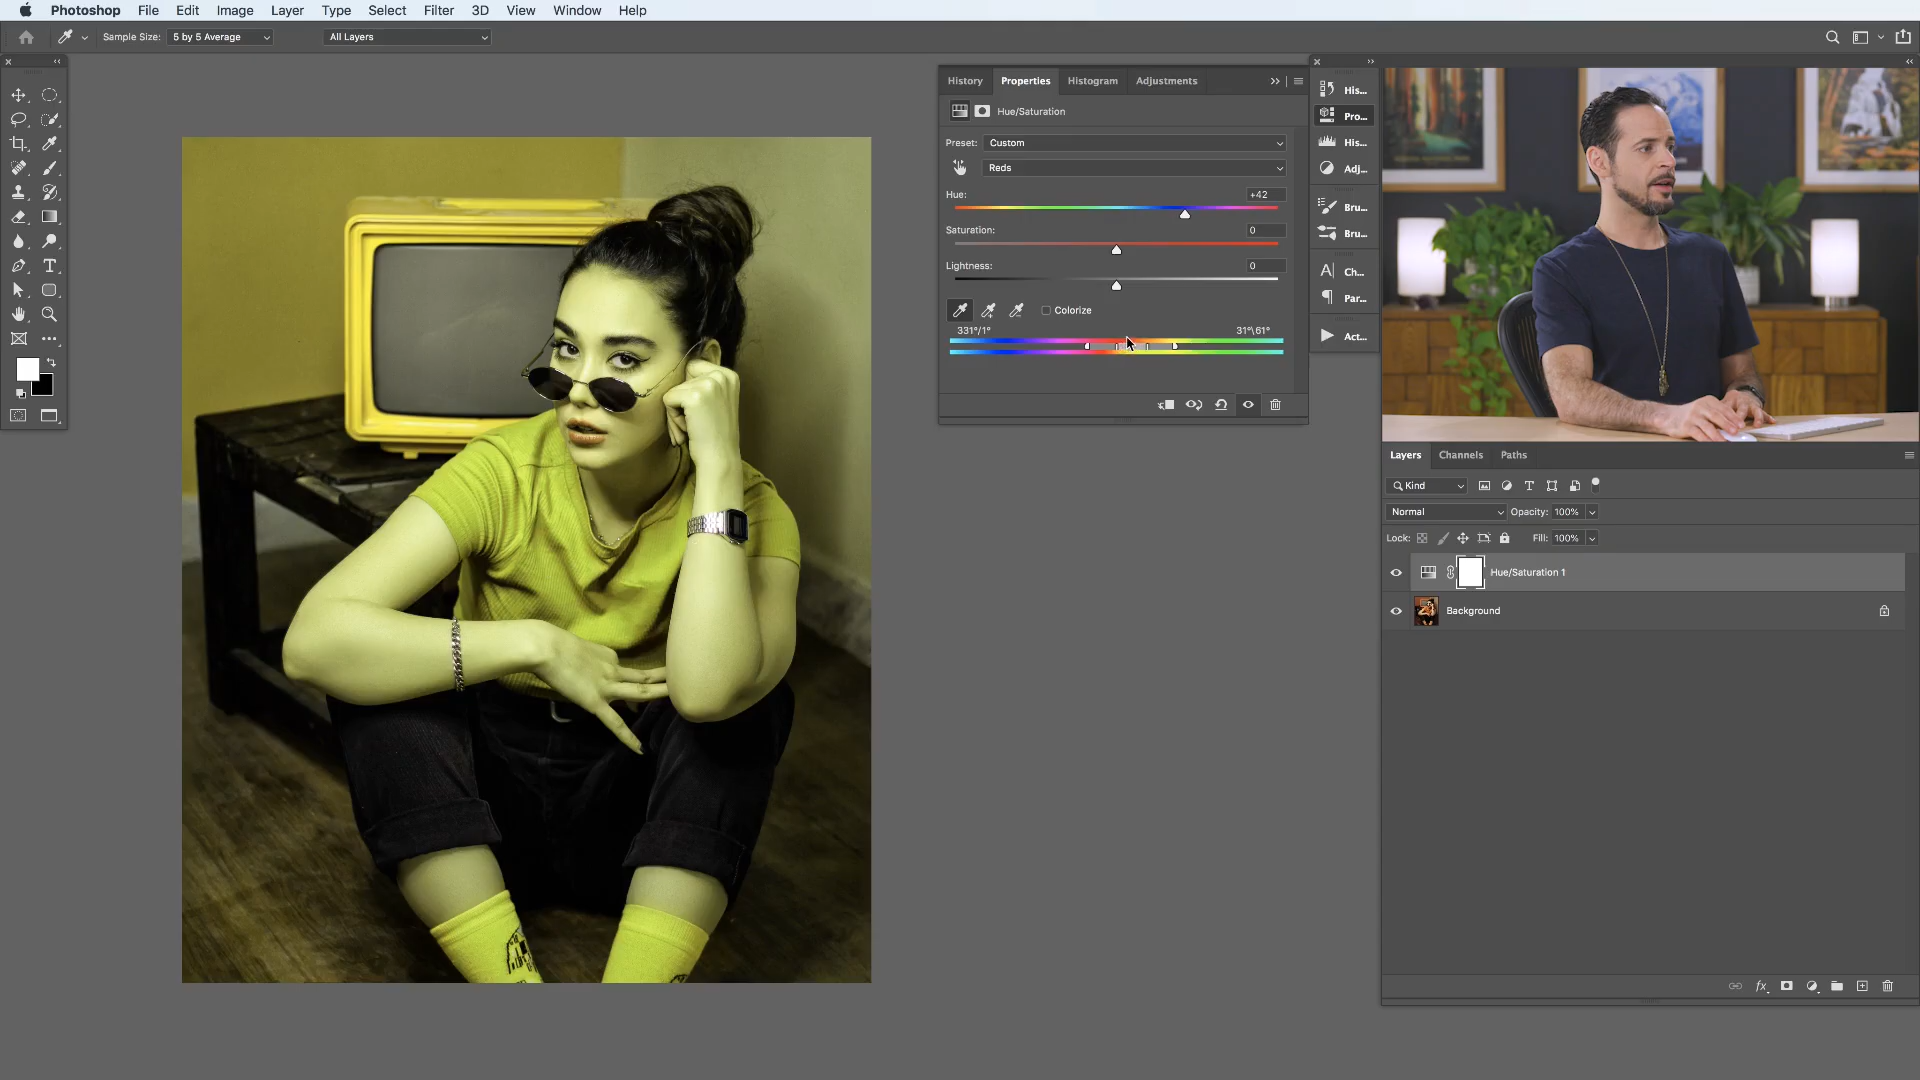 Photoshop File Edit Image Layer Type Select Filter 3D View Window Help
Sample Size: 5 by 5 Average All Layers
History Properties Histogram Adjustments
Hue/Saturation
Preset: Custom
Reds
Hue: +42
Saturation: 0
Lightness: 0
Colorize
331°/1° 31°\61°
His...
Pro...
His...
Adj...
Bru...
Bru...
Ch...
Par...
Act...
Layers Channels Paths
Kind
Normal Opacity: 100%
Lock: Fill: 100%
Hue/Saturation 1
Background